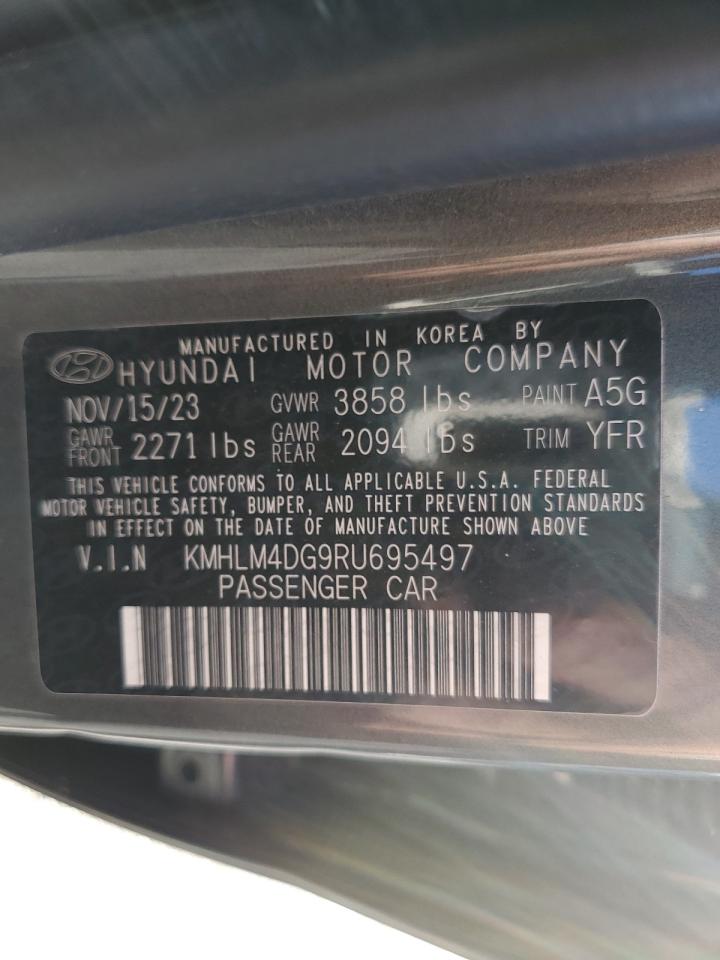 MANUFACTURED IN KOREA BY
HYUNDAI MOTOR COMPANY
NOV/15/23 GVWR 3858 lbs PAINT A5G
GAWR FRONT 2271 lbs GAWR REAR 2094 lbs TRIM YFR
THIS VEHICLE CONFORMS TO ALL APPLICABLE U.S.A. FEDERAL
MOTOR VEHICLE SAFETY, BUMPER, AND THEFT PREVENTION STANDARDS
IN EFFECT ON THE DATE OF MANUFACTURE SHOWN ABOVE
V.I.N KMHLM4DG9RU695497
PASSENGER CAR